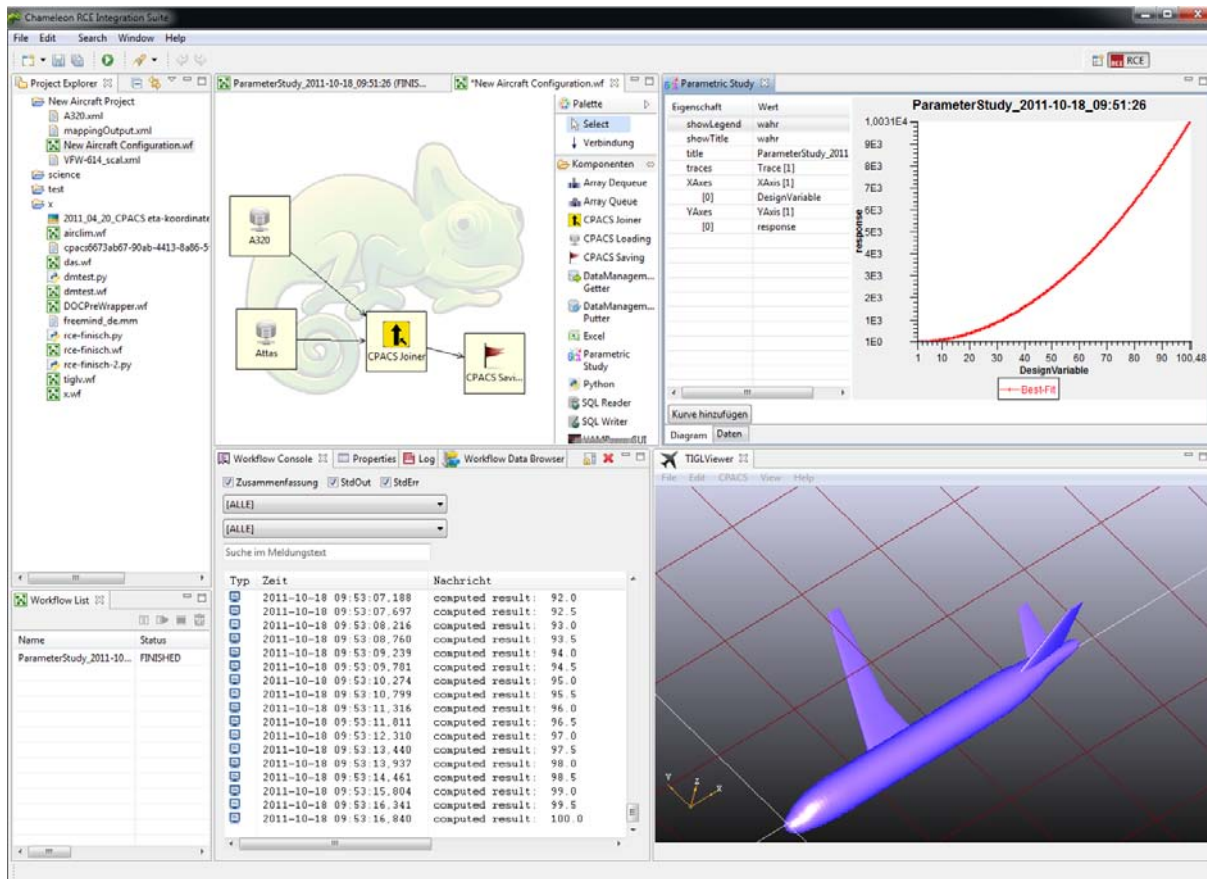 Chameleon RCE Integration Suite
File Edit Search Window Help
RCE
Project Explorer
New Aircraft Project
A320.xml
mappingOutput.xml
New Aircraft Configuration.wf
VFW-614_scal.xml
science
test
x
2011_04_20_CPACS eta-koordinate
airclim.wf
cpacs6673ab67-90ab-4413-8a86-5
das.wf
dmtest.py
dmtest.wf
DOCPreWrapper.wf
freemind_de.mm
rce-finisch.py
rce-finisch.wf
rce-finisch-2.py
tiglv.wf
x.wf
Workflow List
Name Status
ParameterStudy_2011-10... FINISHED
ParameterStudy_2011-10-18_09:51:26 (FINIS...
*New Aircraft Configuration.wf
A320
Attas
CPACS Joiner
CPACS Savi...
Palette
Select
Verbindung
Komponenten
Array Dequeue
Array Queue
CPACS Joiner
CPACS Loading
CPACS Saving
DataManagem...
Getter
DataManagem...
Putter
Excel
Parametric
Study
Python
SQL Reader
SQL Writer
Parametric Study
Eigenschaft Wert
showLegend wahr
showTitle wahr
title ParameterStudy_2011
traces Trace [1]
XAxes XAxis [1]
[0] DesignVariable
YAxes YAxis [1]
[0] response
Kurve hinzufügen
Diagram Daten
ParameterStudy_2011-10-18_09:51:26
1,0031E4
9E3
8E3
7E3
6E3
5E3
4E3
3E3
2E3
1E3
1E0
response
1 10 20 30 40 50 60 70 80 90 100,48
DesignVariable
Best-Fit
Workflow Console Properties Log Workflow Data Browser
Zusammenfassung StdOut StdErr
[ALLE]
[ALLE]
Suche im Meldungstext
Typ Zeit Nachricht
2011-10-18 09:53:07,188 computed result: 92.0
2011-10-18 09:53:07,697 computed result: 92.5
2011-10-18 09:53:08,216 computed result: 93.0
2011-10-18 09:53:08,760 computed result: 93.5
2011-10-18 09:53:09,239 computed result: 94.0
2011-10-18 09:53:09,781 computed result: 94.5
2011-10-18 09:53:10,274 computed result: 95.0
2011-10-18 09:53:10,799 computed result: 95.5
2011-10-18 09:53:11,316 computed result: 96.0
2011-10-18 09:53:11,811 computed result: 96.5
2011-10-18 09:53:12,310 computed result: 97.0
2011-10-18 09:53:13,440 computed result: 97.5
2011-10-18 09:53:13,937 computed result: 98.0
2011-10-18 09:53:14,461 computed result: 98.5
2011-10-18 09:53:15,804 computed result: 99.0
2011-10-18 09:53:16,341 computed result: 99.5
2011-10-18 09:53:16,840 computed result: 100.0
TIGLViewer
File Edit CPACS View Help
Y Z X